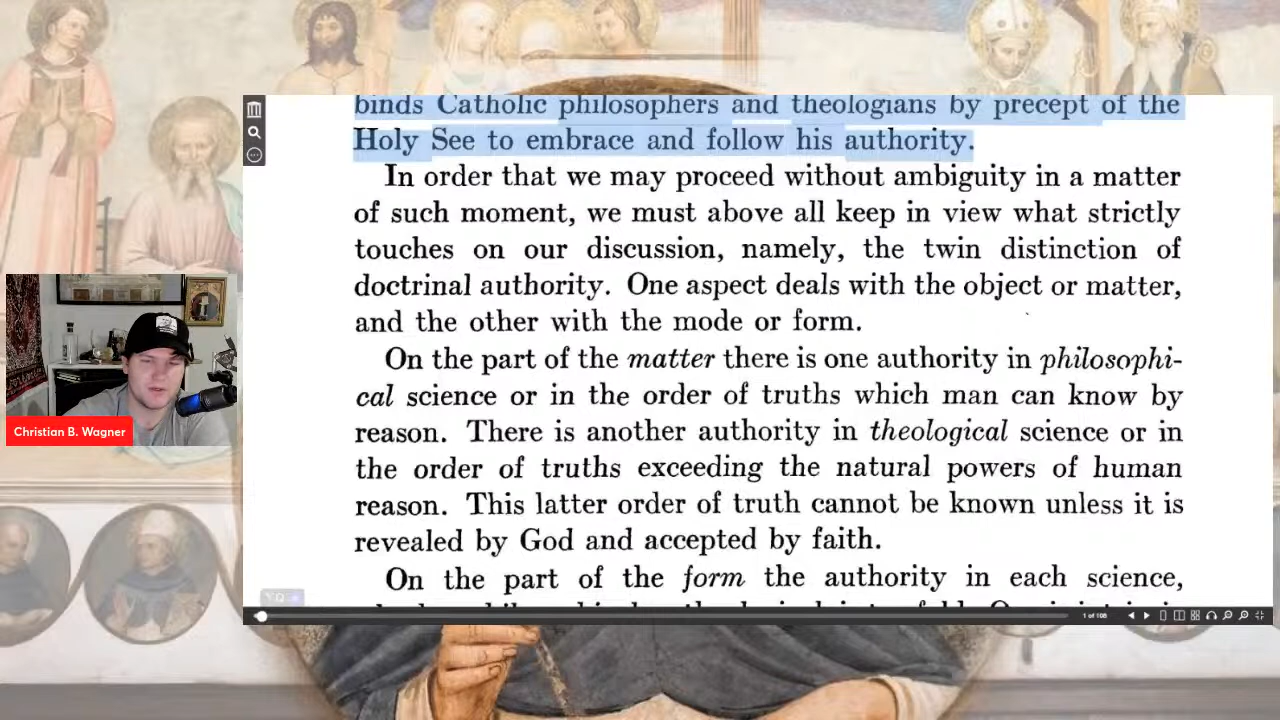 binds Catholic philosophers and theologians by precept of the
Holy See to embrace and follow his authority.
In order that we may proceed without ambiguity in a matter
of such moment, we must above all keep in view what strictly
touches on our discussion, namely, the twin distinction of
doctrinal authority. One aspect deals with the object or matter,
and the other with the mode or form.
On the part of the matter there is one authority in philosophi-
cal science or in the order of truths which man can know by
reason. There is another authority in theological science or in
the order of truths exceeding the natural powers of human
reason. This latter order of truth cannot be known unless it is
revealed by God and accepted by faith.
On the part of the form the authority in each science,
Christian B. Wagner
1 of 108